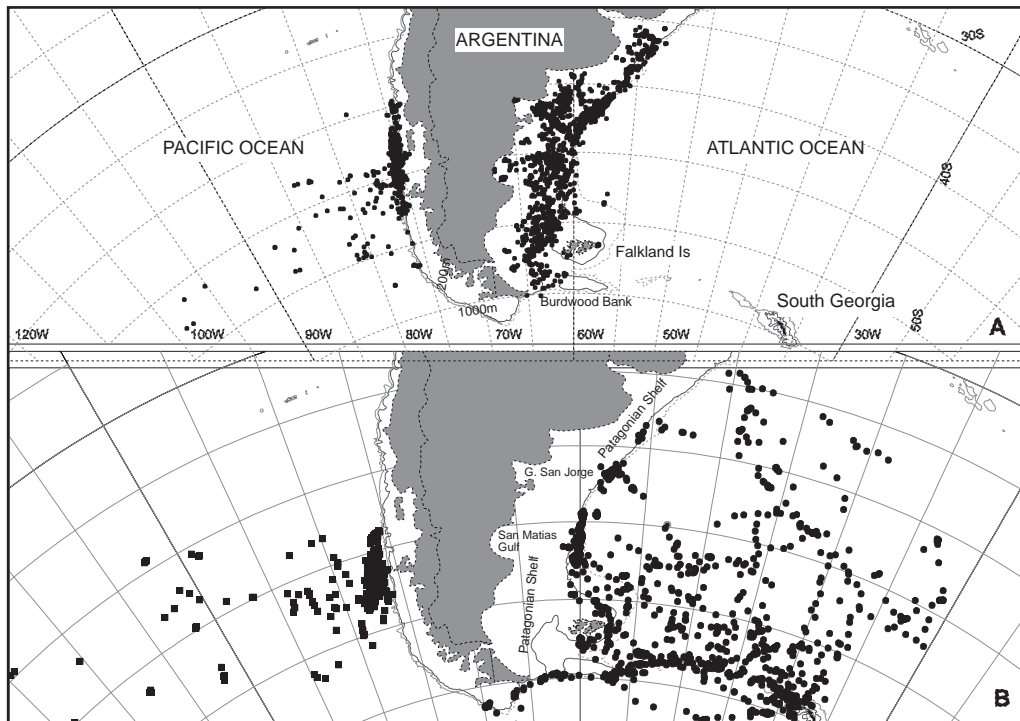 ARGENTINA
30S
PACIFIC OCEAN
ATLANTIC OCEAN
40S
Falkland Is
200m
1000m
Burdwood Bank
South Georgia
50S
120W
100W
90W
80W
70W
60W
50W
30W
A
Patagonian Shelf
G. San Jorge
San Matias
Gulf
Patagonian Shelf
B